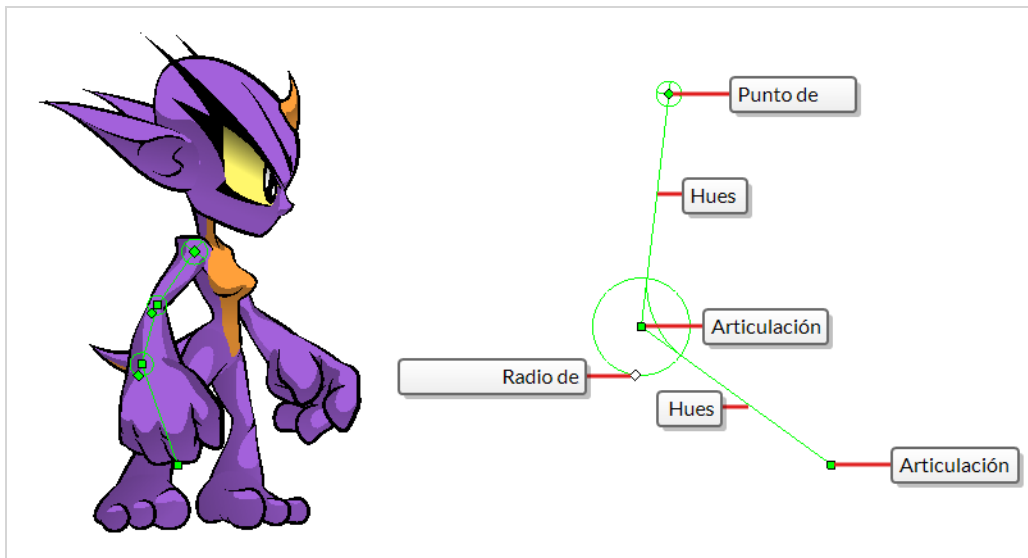 Punto de
Hues
Articulación
Radio de
Hues
Articulación